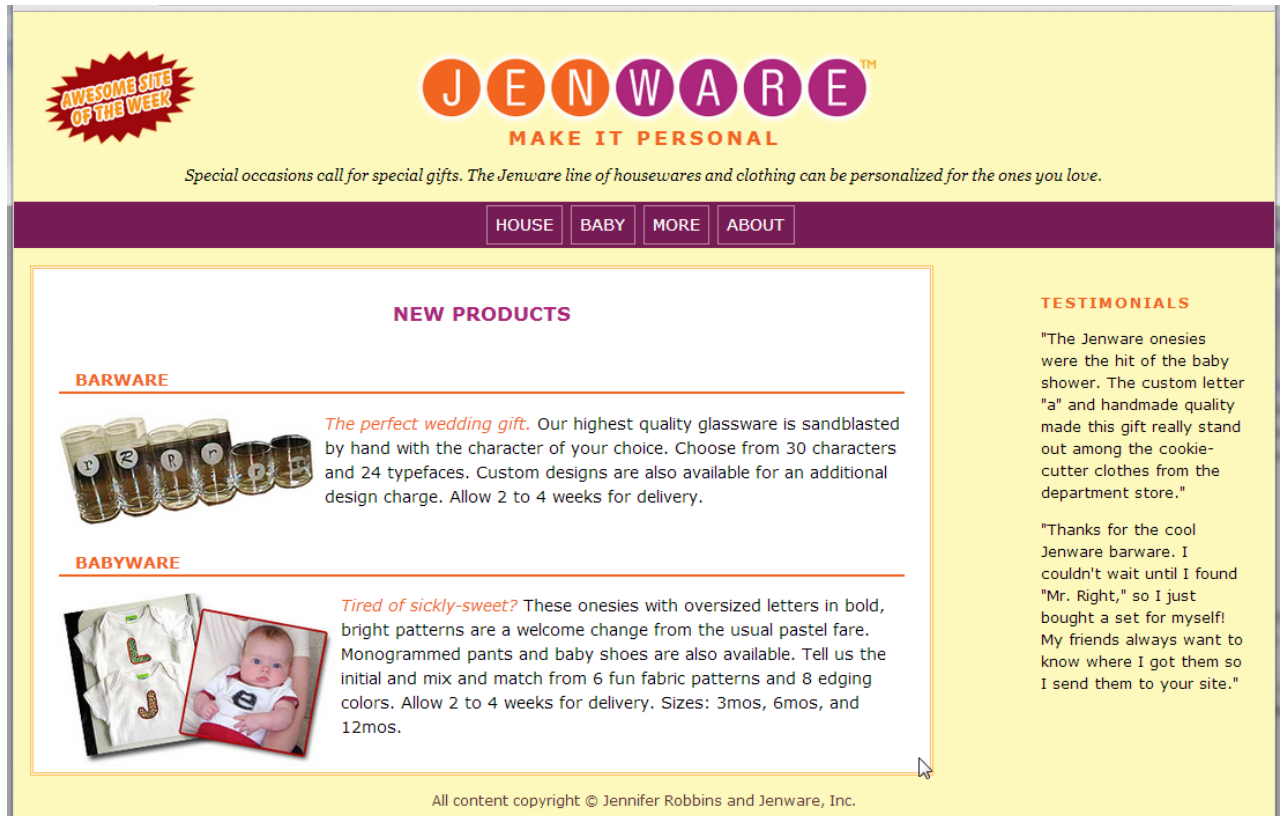 AWESOME SITE
OF THE WEEK
JENWARE™
MAKE IT PERSONAL
Special occasions call for special gifts. The Jenware line of housewares and clothing can be personalized for the ones you love.
HOUSE BABY MORE ABOUT
NEW PRODUCTS
BARWARE
r R R r r
The perfect wedding gift. Our highest quality glassware is sandblasted
by hand with the character of your choice. Choose from 30 characters
and 24 typefaces. Custom designs are also available for an additional
design charge. Allow 2 to 4 weeks for delivery.
BABYWARE
L
J
e
Tired of sickly-sweet? These onesies with oversized letters in bold,
bright patterns are a welcome change from the usual pastel fare.
Monogrammed pants and baby shoes are also available. Tell us the
initial and mix and match from 6 fun fabric patterns and 8 edging
colors. Allow 2 to 4 weeks for delivery. Sizes: 3mos, 6mos, and
12mos.
TESTIMONIALS
"The Jenware onesies
were the hit of the baby
shower. The custom letter
"a" and handmade quality
made this gift really stand
out among the cookie-
cutter clothes from the
department store."
"Thanks for the cool
Jenware barware. I
couldn't wait until I found
"Mr. Right," so I just
bought a set for myself!
My friends always want to
know where I got them so
I send them to your site."
All content copyright © Jennifer Robbins and Jenware, Inc.